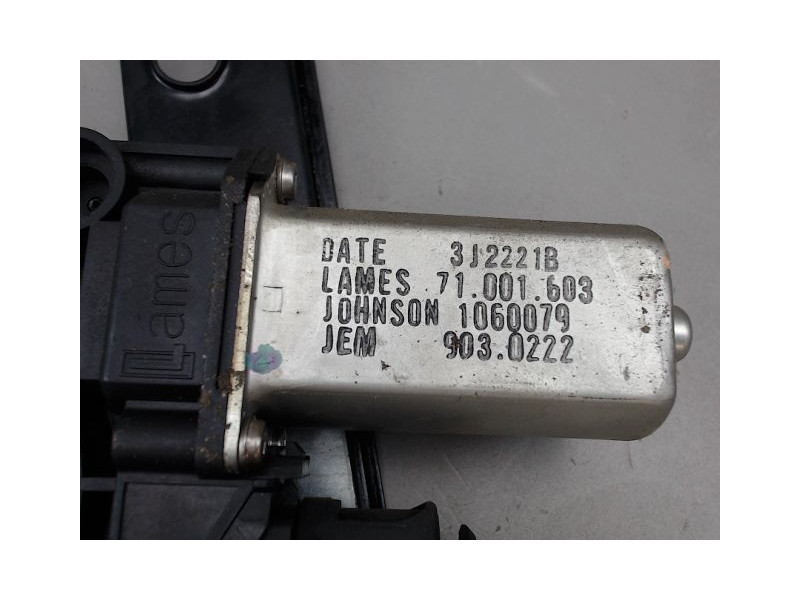 DATE 3J2221B
LAMES 71.001.603
JOHNSON 1060079
JEM 903.0222
Lames